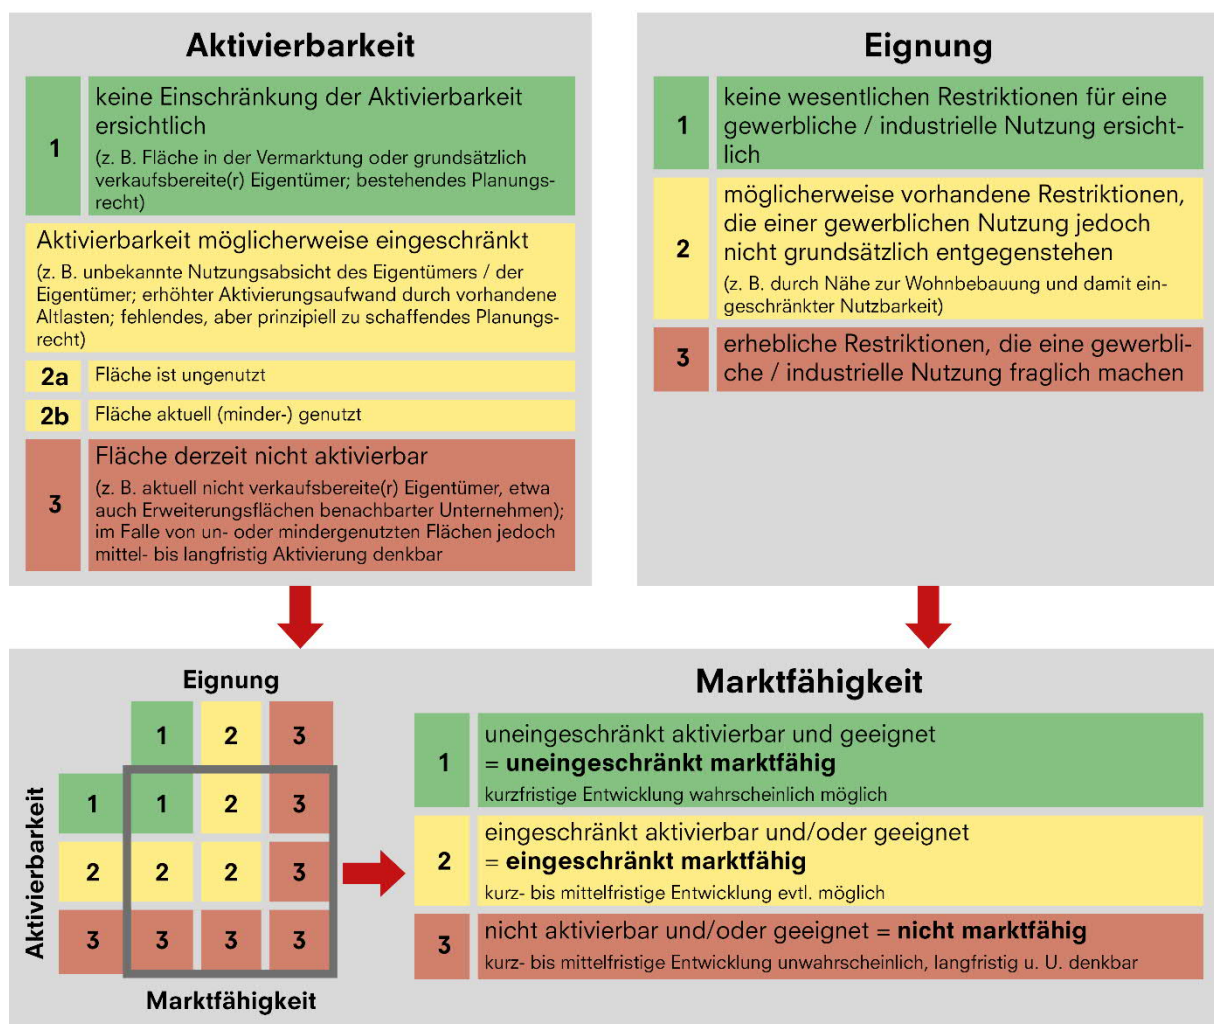 Aktivierbarkeit
1
keine Einschränkung der Aktivierbarkeit
ersichtlich
(z. B. Fläche in der Vermarktung oder grundsätzlich
verkaufsbereite(r) Eigentümer; bestehendes Planungs-
recht)
Aktivierbarkeit möglicherweise eingeschränkt
(z. B. unbekannte Nutzungsabsicht des Eigentümers / der
Eigentümer; erhöhter Aktivierungsaufwand durch vorhandene
Altlasten; fehlendes, aber prinzipiell zu schaffendes Planungs-
recht)
2a Fläche ist ungenutzt
2b Fläche aktuell (minder-) genutzt
3
Fläche derzeit nicht aktivierbar
(z. B. aktuell nicht verkaufsbereite(r) Eigentümer, etwa
auch Erweiterungsflächen benachbarter Unternehmen);
im Falle von un- oder mindergenutzten Flächen jedoch
mittel- bis langfristig Aktivierung denkbar
Eignung
1
keine wesentlichen Restriktionen für eine
gewerbliche / industrielle Nutzung ersicht-
lich
2
möglicherweise vorhandene Restriktionen,
die einer gewerblichen Nutzung jedoch
nicht grundsätzlich entgegenstehen
(z. B. durch Nähe zur Wohnbebauung und damit ein-
geschränkter Nutzbarkeit)
3
erhebliche Restriktionen, die eine gewerbli-
che / industrielle Nutzung fraglich machen
Eignung
1 2 3
Aktivierbarkeit
1 1 2 3
2 2 2 3
3 3 3 3
Marktfähigkeit
Marktfähigkeit
1
uneingeschränkt aktivierbar und geeignet
= uneingeschränkt marktfähig
kurzfristige Entwicklung wahrscheinlich möglich
2
eingeschränkt aktivierbar und/oder geeignet
= eingeschränkt marktfähig
kurz- bis mittelfristige Entwicklung evtl. möglich
3
nicht aktivierbar und/oder geeignet = nicht marktfähig
kurz- bis mittelfristige Entwicklung unwahrscheinlich, langfristig u. U. denkbar